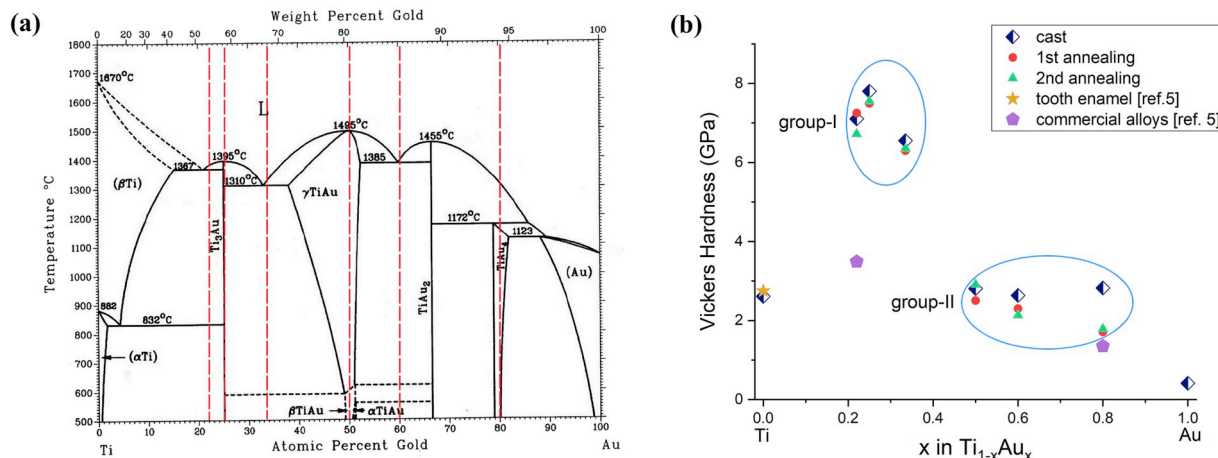 (a)
Weight Percent Gold
0 10 20 30 40 50 60 70 80 90 95 100
1800
1700
1600
1500
1400
1300
1200
1100
1000
900
800
700
600
500
Temperature °C
1670°C
L
1495°C
1455°C
1367
1395°C
1385
1310°C
(βTi)
γTiAu
Ti₃Au
1172°C
1123
TiAu₄
TiAu₂
(Au)
882
832°C
(αTi)
βTiAu
αTiAu
0 10 20 30 40 50 60 70 80 90 100
Ti
Atomic Percent Gold
Au
(b)
cast
1st annealing
2nd annealing
tooth enamel [ref.5]
commercial alloys [ref. 5]
group-I
group-II
Vickers Hardness (GPa)
8
6
4
2
0
0.0 0.2 0.4 0.6 0.8 1.0
Ti
Au
x in Ti₁₋ₓAuₓ